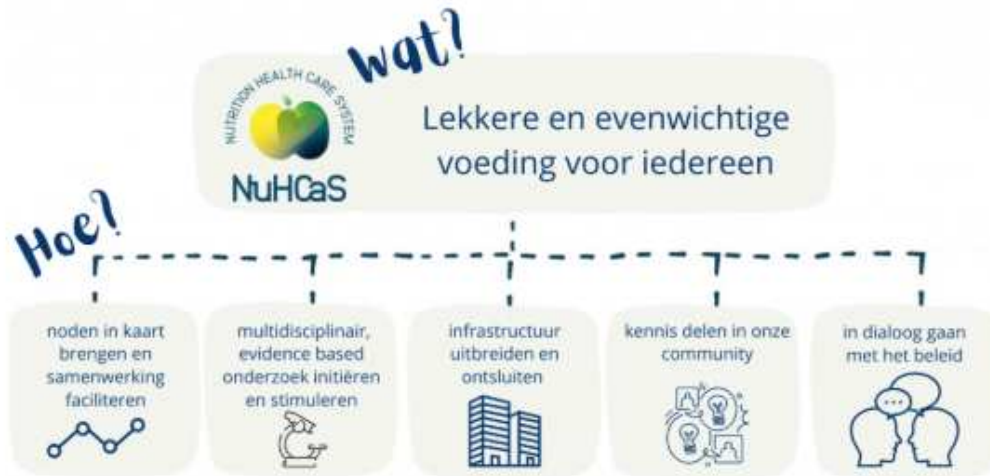 wat?
NUTRITION HEALTH CARE SYSTEM
NuHCaS
Lekkere en evenwichtige
voeding voor iedereen
Hoe?
noden in kaart
brengen en
samenwerking
faciliteren
multidisciplinair,
evidence based
onderzoek initiëren
en stimuleren
infrastructuur
uitbreiden en
ontsluiten
kennis delen in onze
community
in dialoog gaan
met het beleid